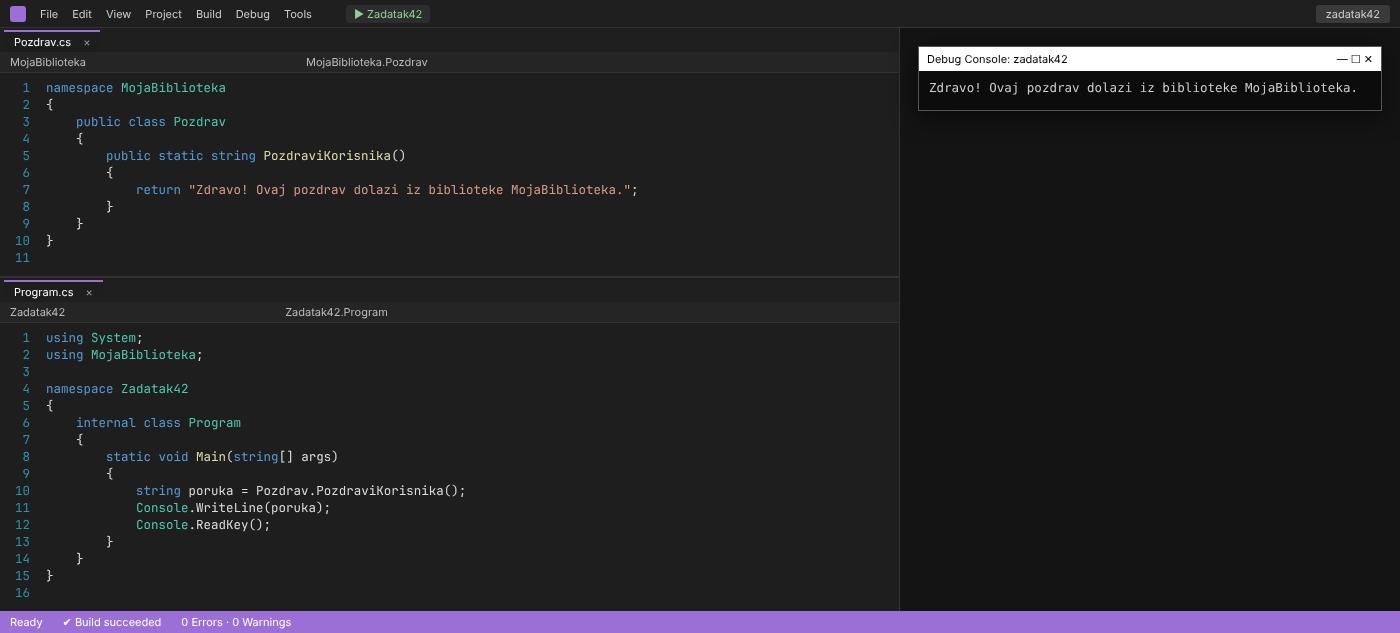 File Edit View Project Build Debug Tools ▶ Zadatak42 zadatak42
Pozdrav.cs ×
MojaBiblioteka MojaBiblioteka.Pozdrav
1 namespace MojaBiblioteka
2 {
3     public class Pozdrav
4     {
5         public static string PozdraviKorisnika()
6         {
7             return "Zdravo! Ovaj pozdrav dolazi iz biblioteke MojaBiblioteka.";
8         }
9     }
10 }
11
Program.cs ×
Zadatak42 Zadatak42.Program
1 using System;
2 using MojaBiblioteka;
3
4 namespace Zadatak42
5 {
6     internal class Program
7     {
8         static void Main(string[] args)
9         {
10             string poruka = Pozdrav.PozdraviKorisnika();
11             Console.WriteLine(poruka);
12             Console.ReadKey();
13         }
14     }
15 }
16
Debug Console: zadatak42 — ☐ ✕
Zdravo! Ovaj pozdrav dolazi iz biblioteke MojaBiblioteka.
Ready ✔ Build succeeded 0 Errors · 0 Warnings